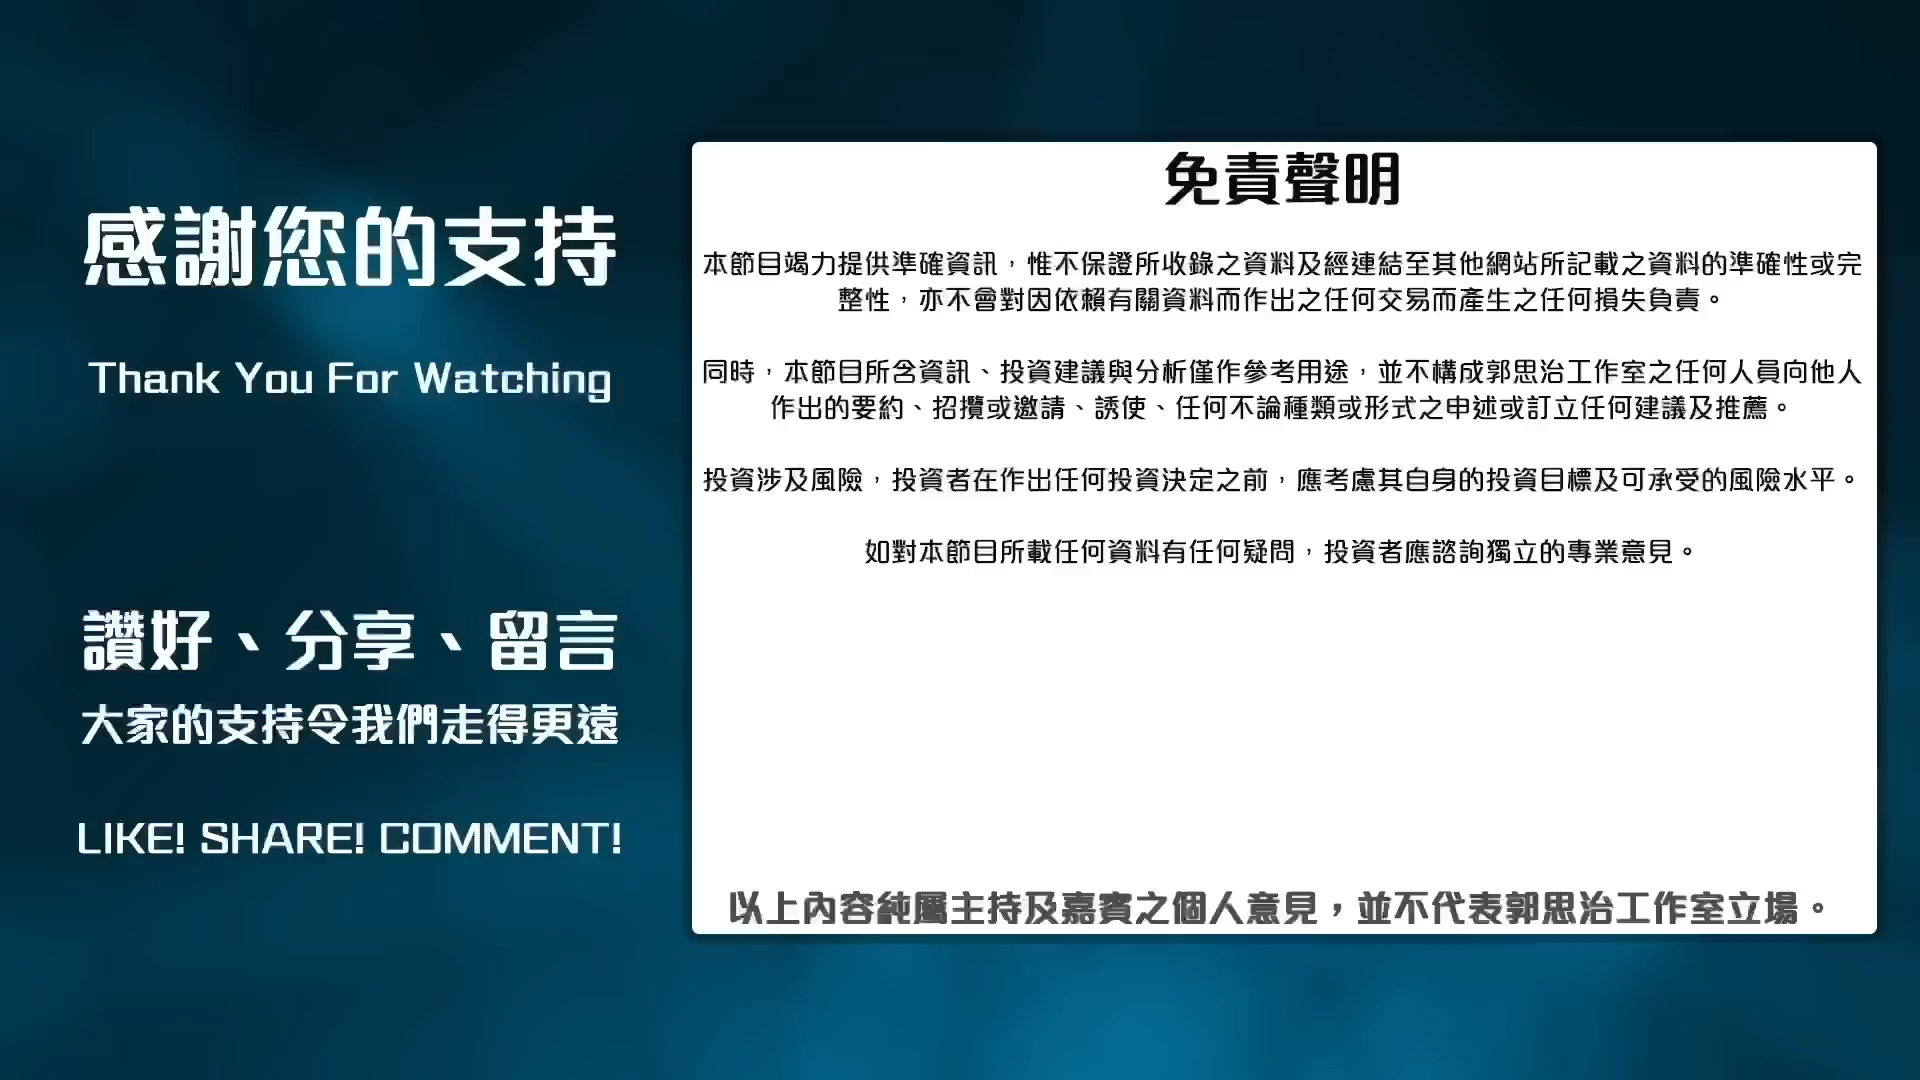 感謝您的支持
Thank You For Watching
讚好、分享、留言
大家的支持令我們走得更遠
LIKE! SHARE! COMMENT!
免責聲明
本節目竭力提供準確資訊，惟不保證所收錄之資料及經連結至其他網站所記載之資料的準確性或完
整性，亦不會對因依賴有關資料而作出之任何交易而產生之任何損失負責。
同時，本節目所含資訊、投資建議與分析僅作參考用途，並不構成郭思治工作室之任何人員向他人
作出的要約、招攬或邀請、誘使、任何不論種類或形式之申述或訂立任何建議及推薦。
投資涉及風險，投資者在作出任何投資決定之前，應考慮其自身的投資目標及可承受的風險水平。
如對本節目所載任何資料有任何疑問，投資者應諮詢獨立的專業意見。
以上內容純屬主持及嘉賓之個人意見，並不代表郭思治工作室立場。